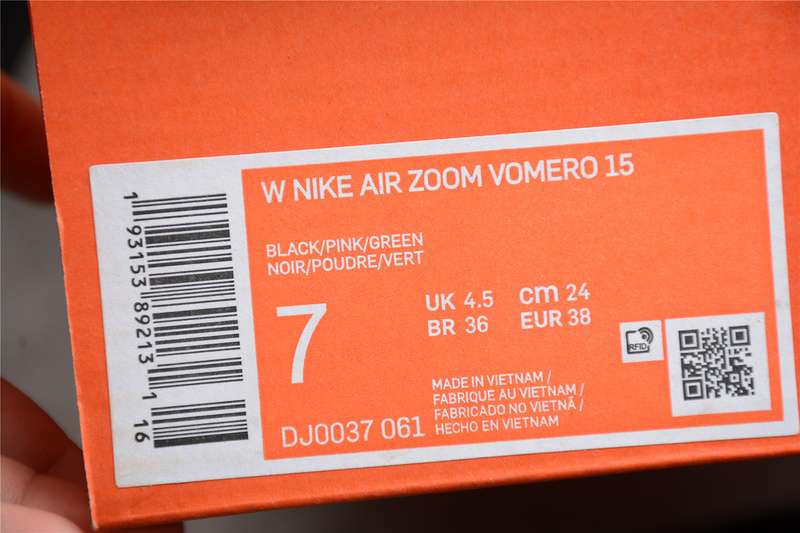 W NIKE AIR ZOOM VOMERO 15
BLACK/PINK/GREEN
NOIR/POUDRE/VERT
7
UK 4.5 cm 24
BR 36 EUR 38
RFID
MADE IN VIETNAM /
FABRIQUE AU VIETNAM /
FABRICADO NO VIETNÃ /
HECHO EN VIETNAM
DJ0037 061
1 93153 89213 1 16